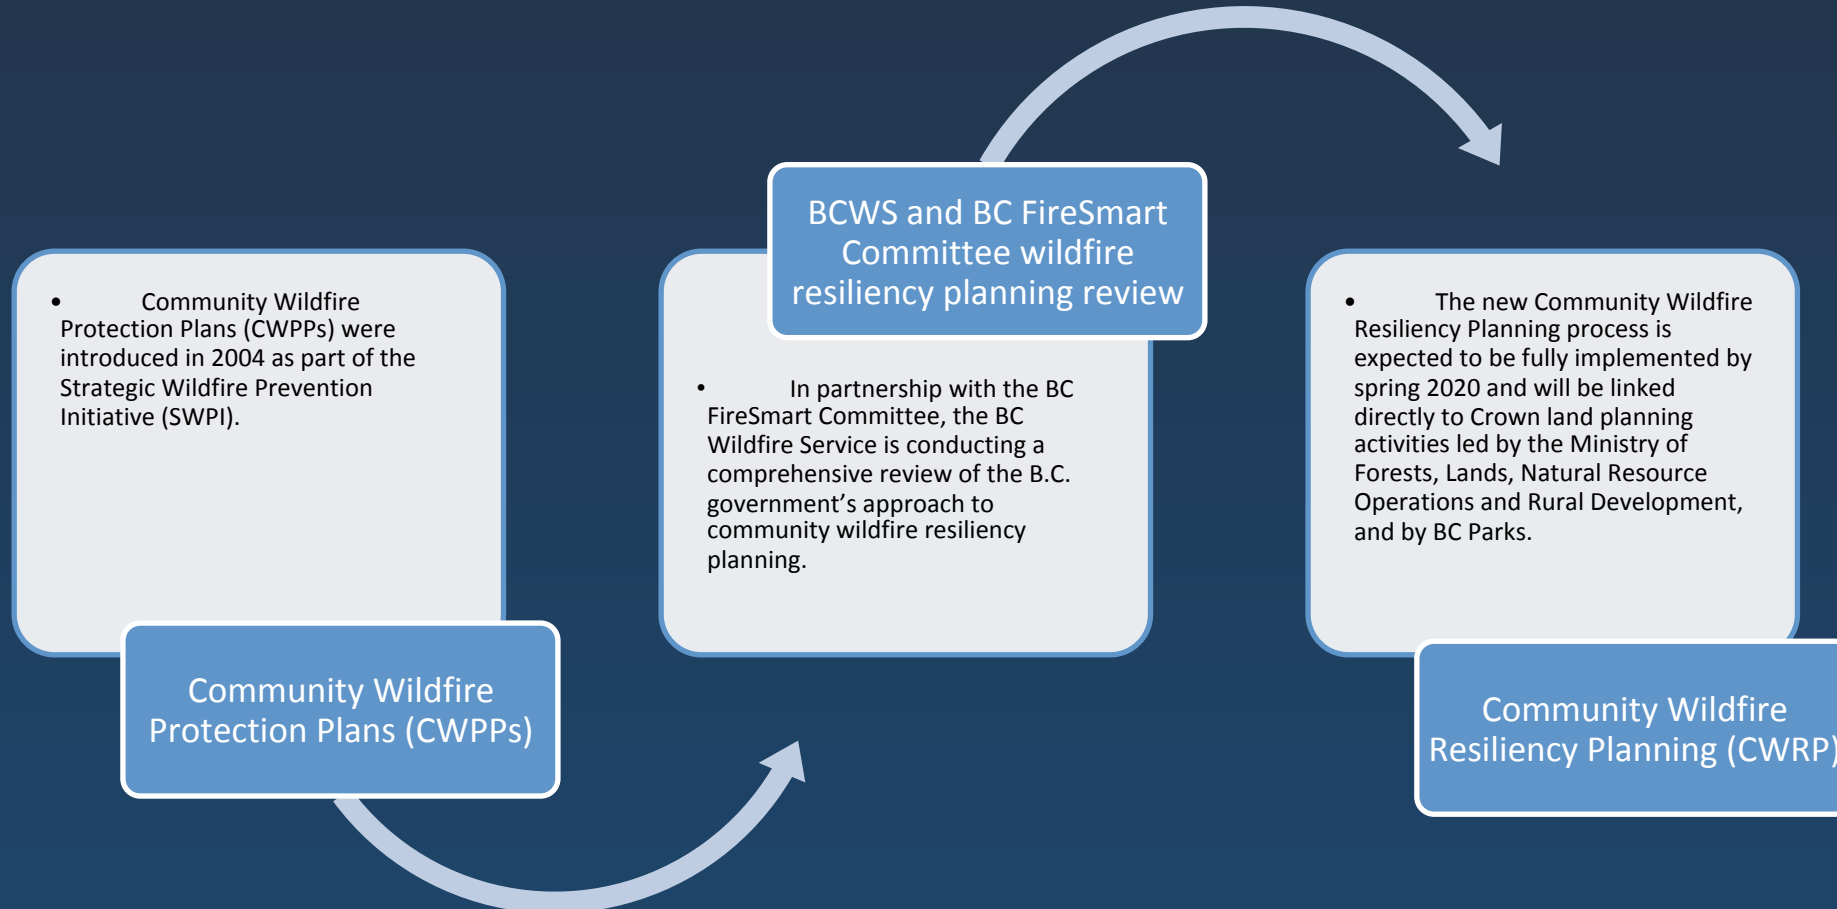 • Community Wildfire
Protection Plans (CWPPs) were
introduced in 2004 as part of the
Strategic Wildfire Prevention
Initiative (SWPI).
Community Wildfire
Protection Plans (CWPPs)
BCWS and BC FireSmart
Committee wildfire
resiliency planning review
• In partnership with the BC
FireSmart Committee, the BC
Wildfire Service is conducting a
comprehensive review of the B.C.
government’s approach to
community wildfire resiliency
planning.
• The new Community Wildfire
Resiliency Planning process is
expected to be fully implemented by
spring 2020 and will be linked
directly to Crown land planning
activities led by the Ministry of
Forests, Lands, Natural Resource
Operations and Rural Development,
and by BC Parks.
Community Wildfire
Resiliency Planning (CWRP)